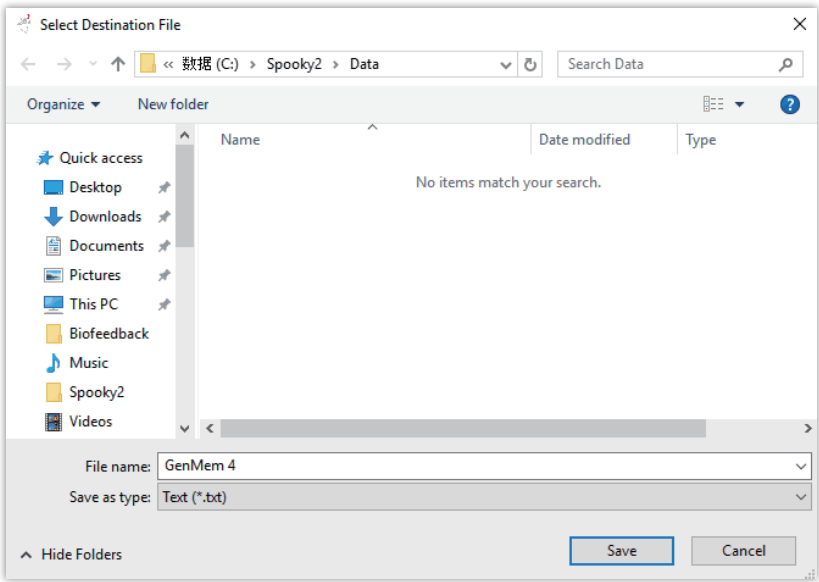 Select Destination File
« 数据 (C:) › Spooky2 › Data
Search Data
Organize
New folder
Name
Date modified
Type
No items match your search.
Quick access
Desktop
Downloads
Documents
Pictures
This PC
Biofeedback
Music
Spooky2
Videos
File name: GenMem 4
Save as type: Text (*.txt)
Hide Folders
Save
Cancel